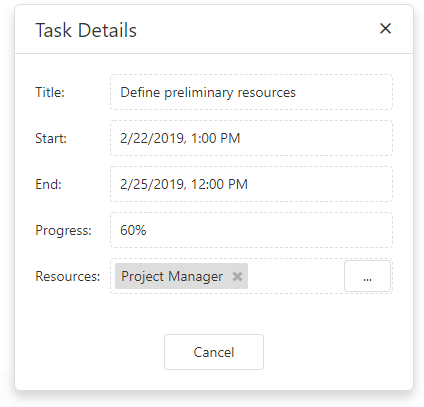 Task Details
Title: Define preliminary resources
Start: 2/22/2019, 1:00 PM
End: 2/25/2019, 12:00 PM
Progress: 60%
Resources: Project Manager ...
Cancel